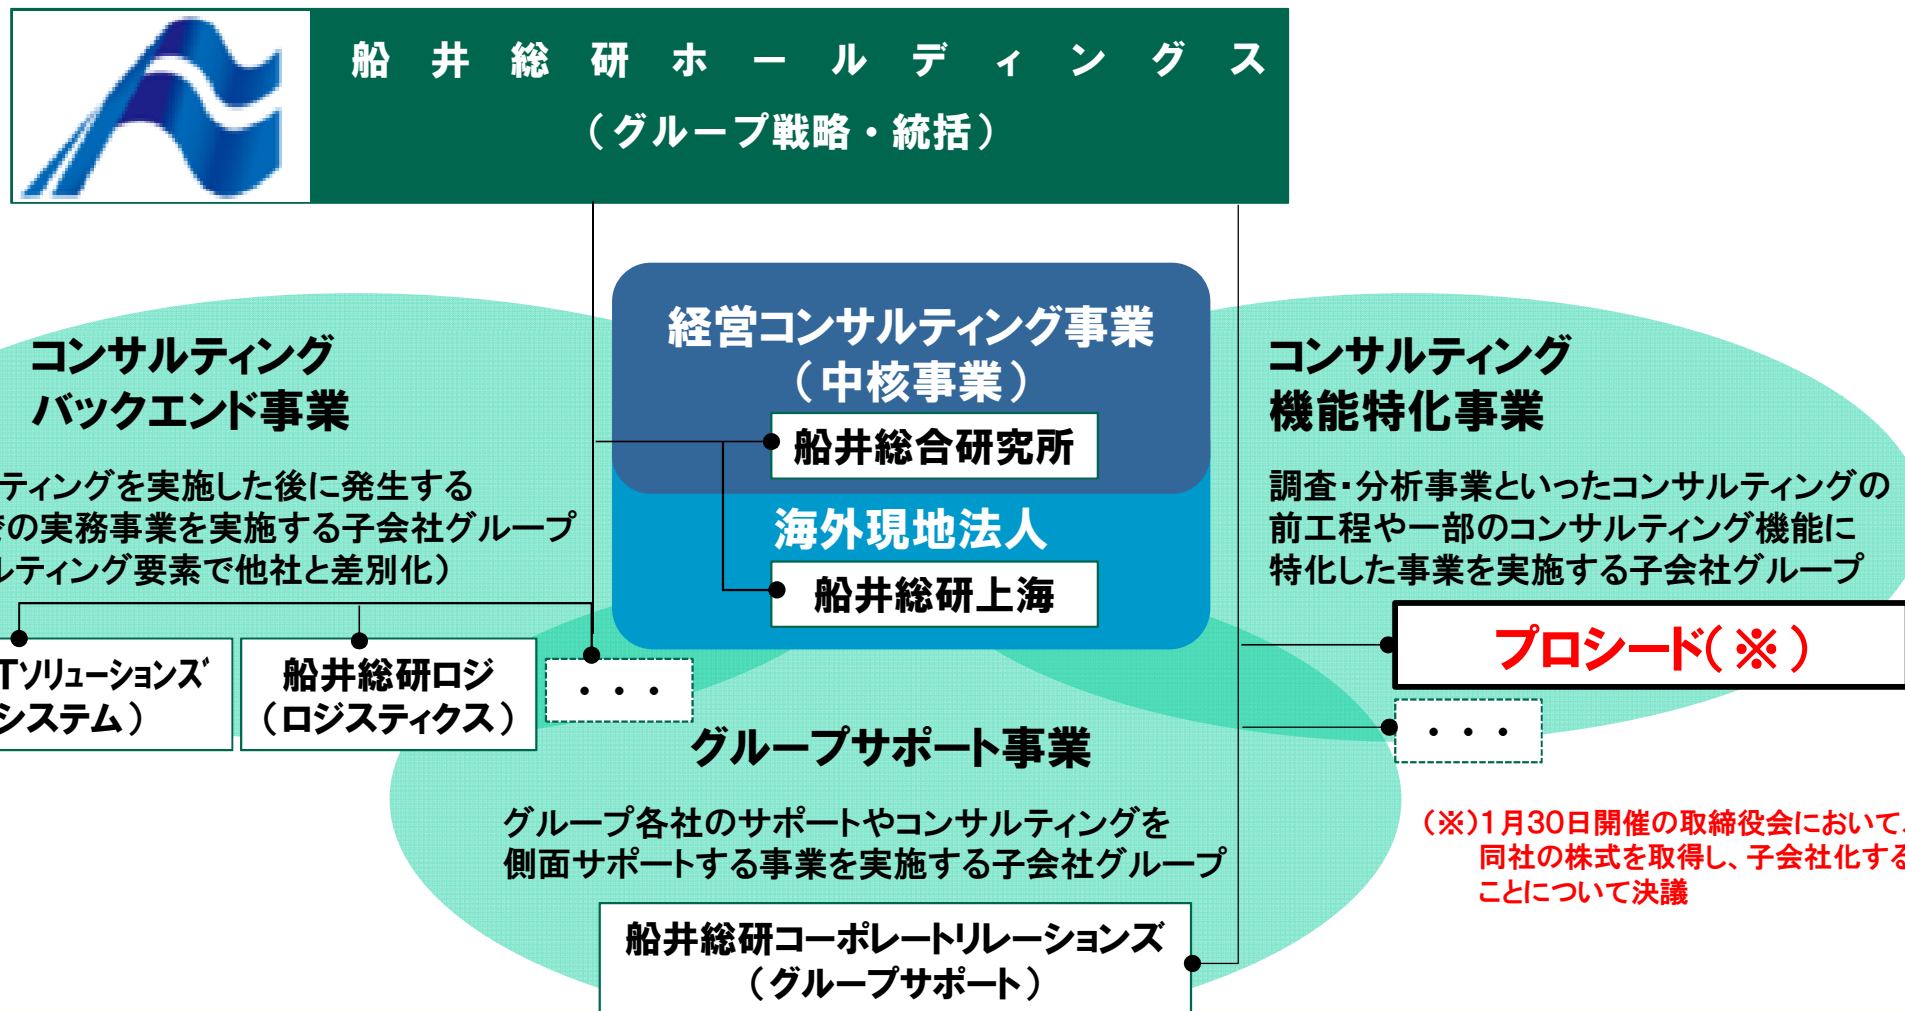 船井総研ホールディングス
（グループ戦略・統括）
経営コンサルティング事業
（中核事業）
船井総合研究所
海外現地法人
船井総研上海
コンサルティング
バックエンド事業
ティングを実施した後に発生する
の実務事業を実施する子会社グループ
ルティング要素で他社と差別化）
Tソリューションズ
システム）
船井総研ロジ
（ロジスティクス）
・・・
コンサルティング
機能特化事業
調査・分析事業といったコンサルティングの
前工程や一部のコンサルティング機能に
特化した事業を実施する子会社グループ
プロシード（※）
・・・
（※）1月30日開催の取締役会において、
同社の株式を取得し、子会社化する
ことについて決議
グループサポート事業
グループ各社のサポートやコンサルティングを
側面サポートする事業を実施する子会社グループ
船井総研コーポレートリレーションズ
（グループサポート）